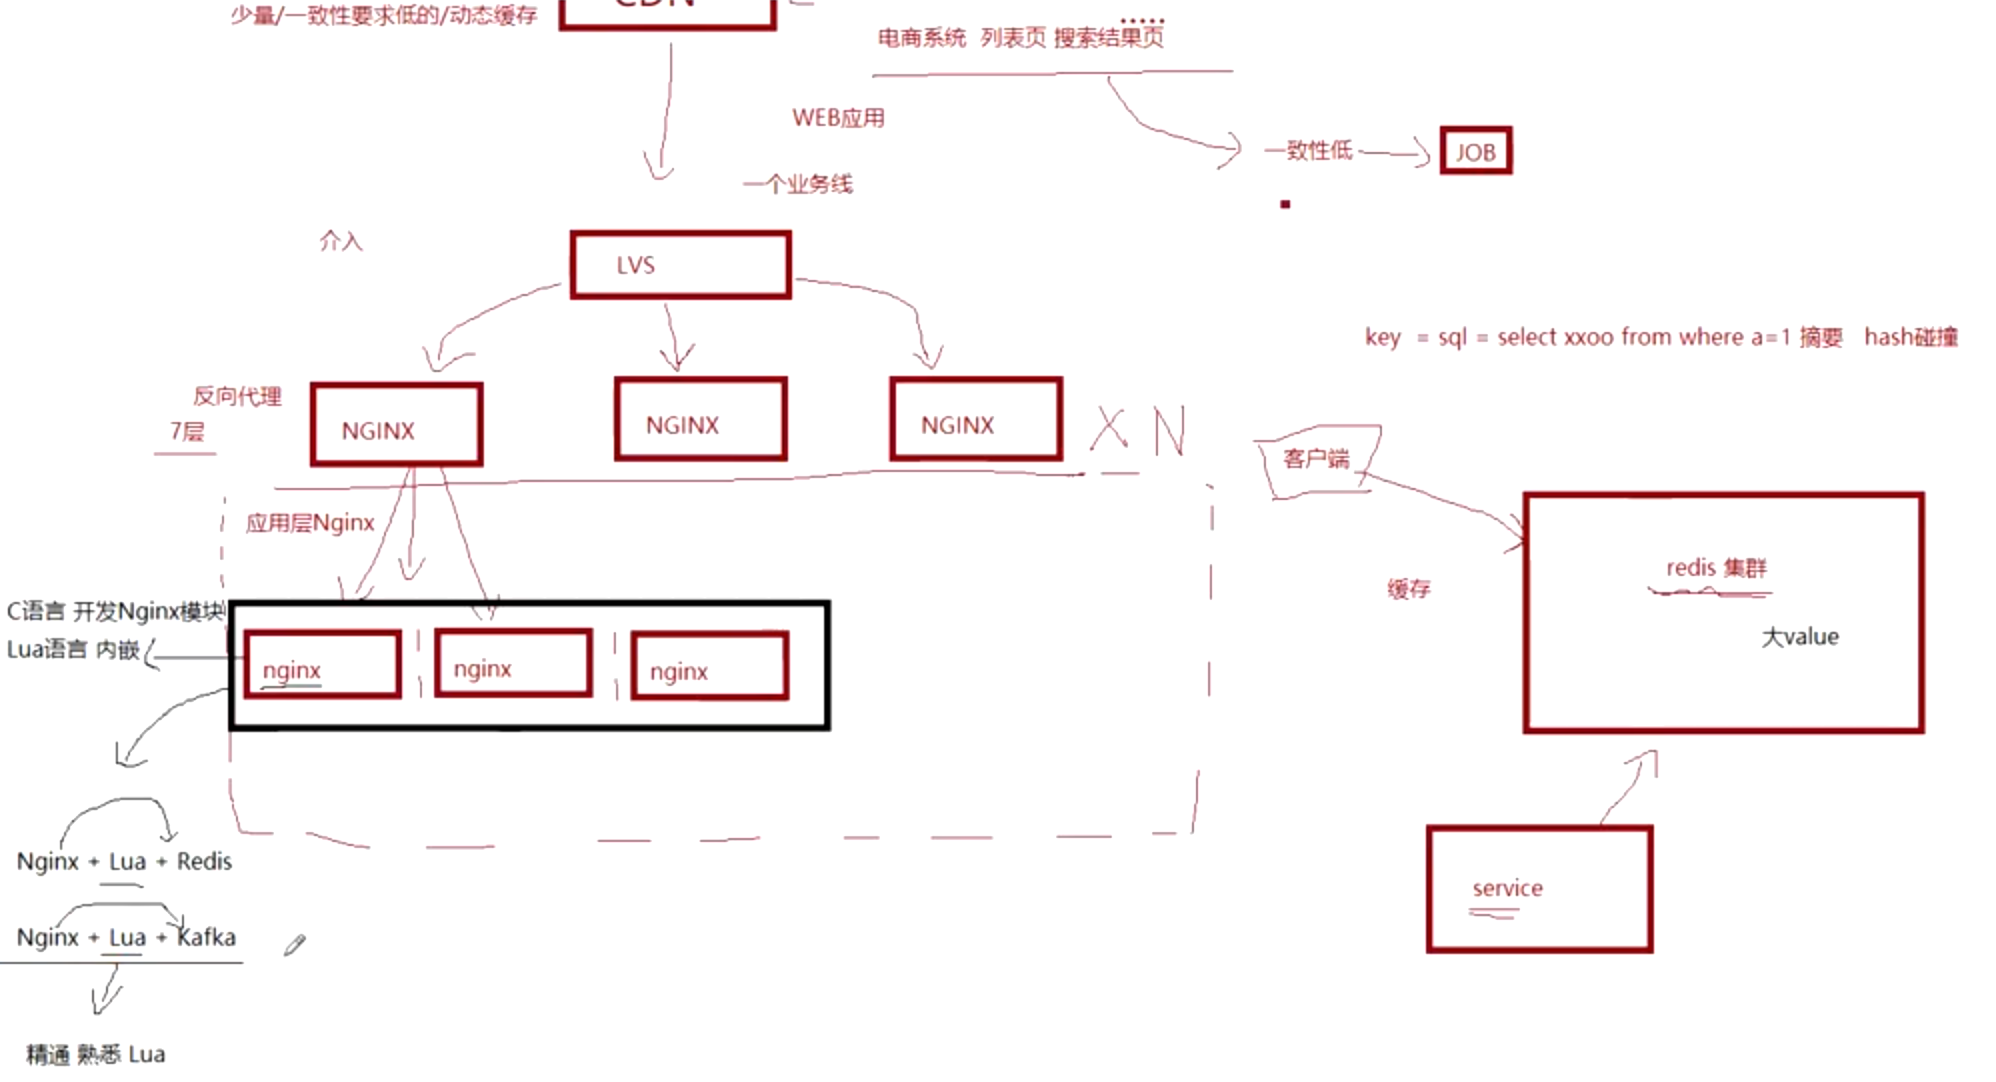 少量/一致性要求低的/动态缓存
CDN
电商系统 列表页 搜索结果页
WEB应用
一致性低
JOB
一个业务线
介入
LVS
key = sql = select xxoo from where a=1 摘要 hash碰撞
反向代理
7层
NGINX
NGINX
NGINX
X N
客户端
应用层Nginx
redis 集群
缓存
大value
C语言 开发Nginx模块
Lua语言 内嵌
nginx
nginx
nginx
Nginx + Lua + Redis
service
Nginx + Lua + Kafka
精通 熟悉 Lua